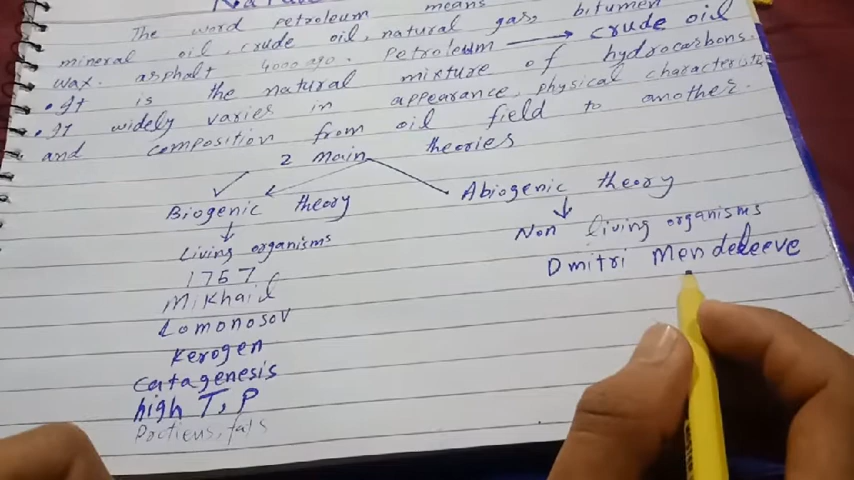 The word petroleum means
mineral oil, crude oil, natural gas, bitumen
wax. asphalt 4000 ago. Petroleum → crude oil
• It is the natural mixture of hydrocarbons.
• It widely varies in appearance, physical characteristics
and composition from oil field to another.
2 main theories
Biogenic theory
Living organisms
1757
Mikhail
Lomonosov
Kerogen
Catagenesis
high T, P
Abiogenic theory
Non living organisms
Dmitri Mendeleeve